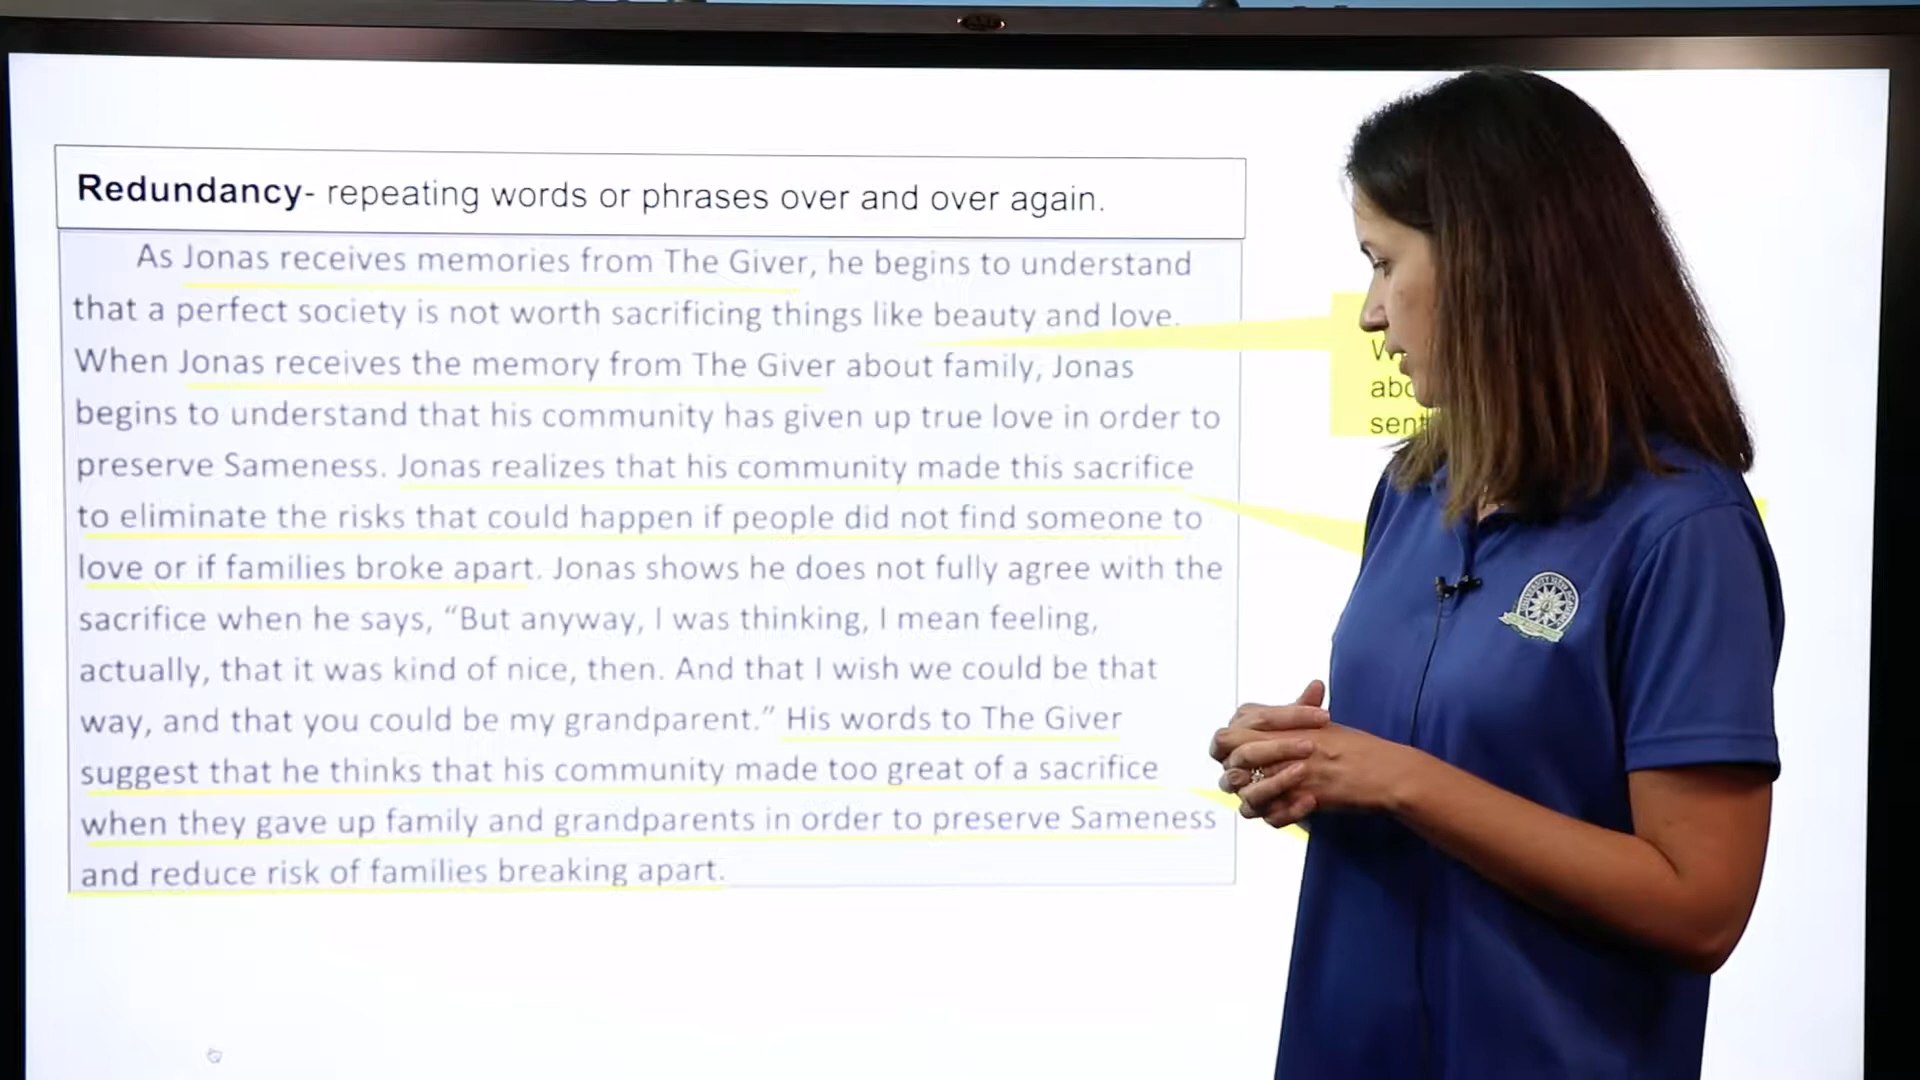 Redundancy- repeating words or phrases over and over again.
As Jonas receives memories from The Giver, he begins to understand
that a perfect society is not worth sacrificing things like beauty and love.
When Jonas receives the memory from The Giver about family, Jonas
begins to understand that his community has given up true love in order to
preserve Sameness. Jonas realizes that his community made this sacrifice
to eliminate the risks that could happen if people did not find someone to
love or if families broke apart. Jonas shows he does not fully agree with the
sacrifice when he says, “But anyway, I was thinking, I mean feeling,
actually, that it was kind of nice, then. And that I wish we could be that
way, and that you could be my grandparent.” His words to The Giver
suggest that he thinks that his community made too great of a sacrifice
when they gave up family and grandparents in order to preserve Sameness
and reduce risk of families breaking apart.